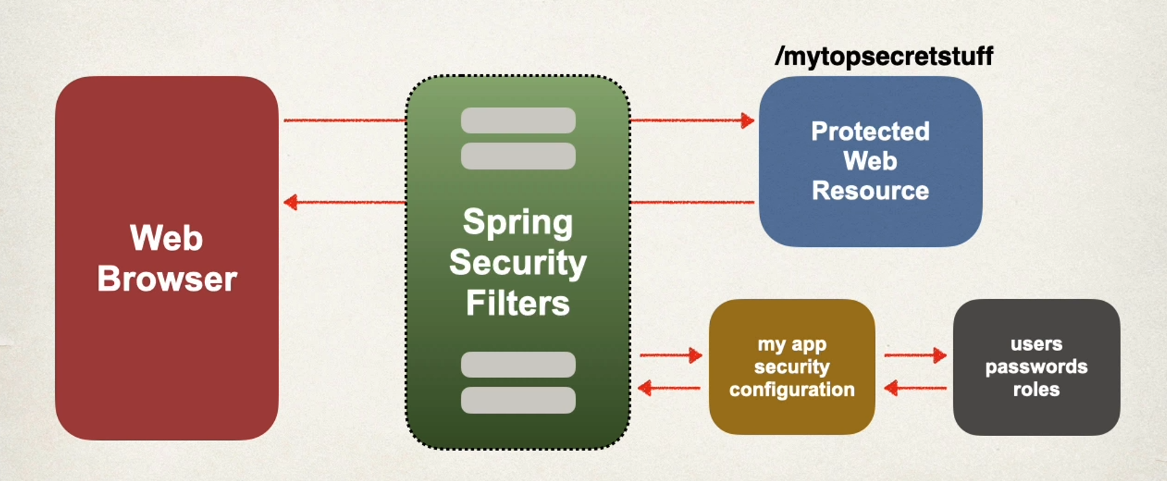 /mytopsecretstuff
Web
Browser
Spring
Security
Filters
Protected
Web
Resource
my app
security
configuration
users
passwords
roles